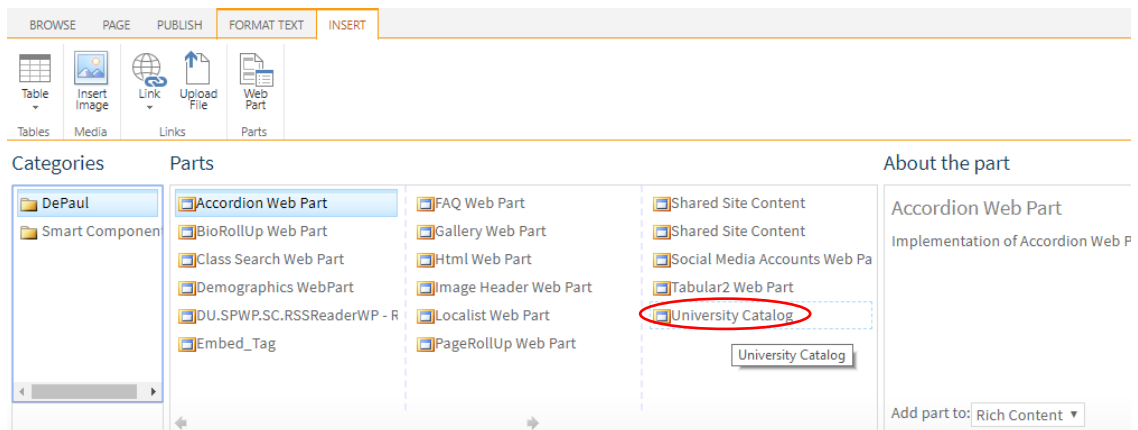 BROWSE PAGE PUBLISH FORMAT TEXT INSERT
Table
Insert Image
Link
Upload File
Web Part
Tables
Media
Links
Parts
Categories
DePaul
Smart Componen
Parts
Accordion Web Part
BioRollUp Web Part
Class Search Web Part
Demographics WebPart
DU.SPWP.SC.RSSReaderWP - R
Embed_Tag
FAQ Web Part
Gallery Web Part
Html Web Part
Image Header Web Part
Localist Web Part
PageRollUp Web Part
Shared Site Content
Shared Site Content
Social Media Accounts Web Pa
Tabular2 Web Part
University Catalog
University Catalog
About the part
Accordion Web Part
Implementation of Accordion Web P
Add part to: Rich Content